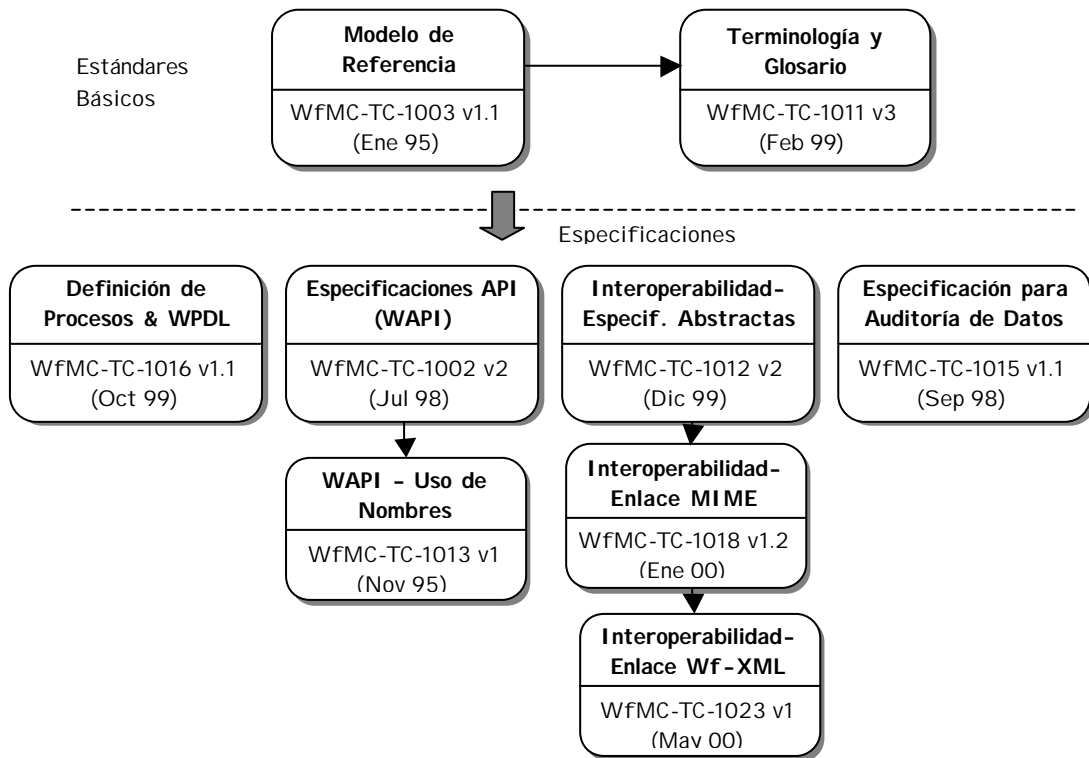 Estándares
Básicos
Modelo de
Referencia
WfMC-TC-1003 v1.1
(Ene 95)
Terminología y
Glosario
WfMC-TC-1011 v3
(Feb 99)
Especificaciones
Definición de
Procesos & WPDL
WfMC-TC-1016 v1.1
(Oct 99)
Especificaciones API
(WAPI)
WfMC-TC-1002 v2
(Jul 98)
Interoperabilidad-
Especif. Abstractas
WfMC-TC-1012 v2
(Dic 99)
Especificación para
Auditoría de Datos
WfMC-TC-1015 v1.1
(Sep 98)
WAPI - Uso de
Nombres
WfMC-TC-1013 v1
(Nov 95)
Interoperabilidad-
Enlace MIME
WfMC-TC-1018 v1.2
(Ene 00)
Interoperabilidad-
Enlace Wf-XML
WfMC-TC-1023 v1
(May 00)